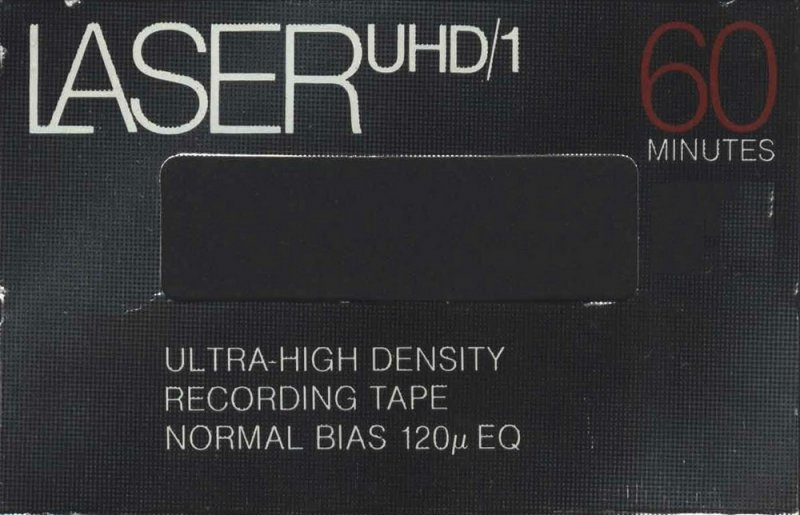 LASER UHD/1
60
MINUTES
ULTRA-HIGH DENSITY
RECORDING TAPE
NORMAL BIAS 120μ EQ